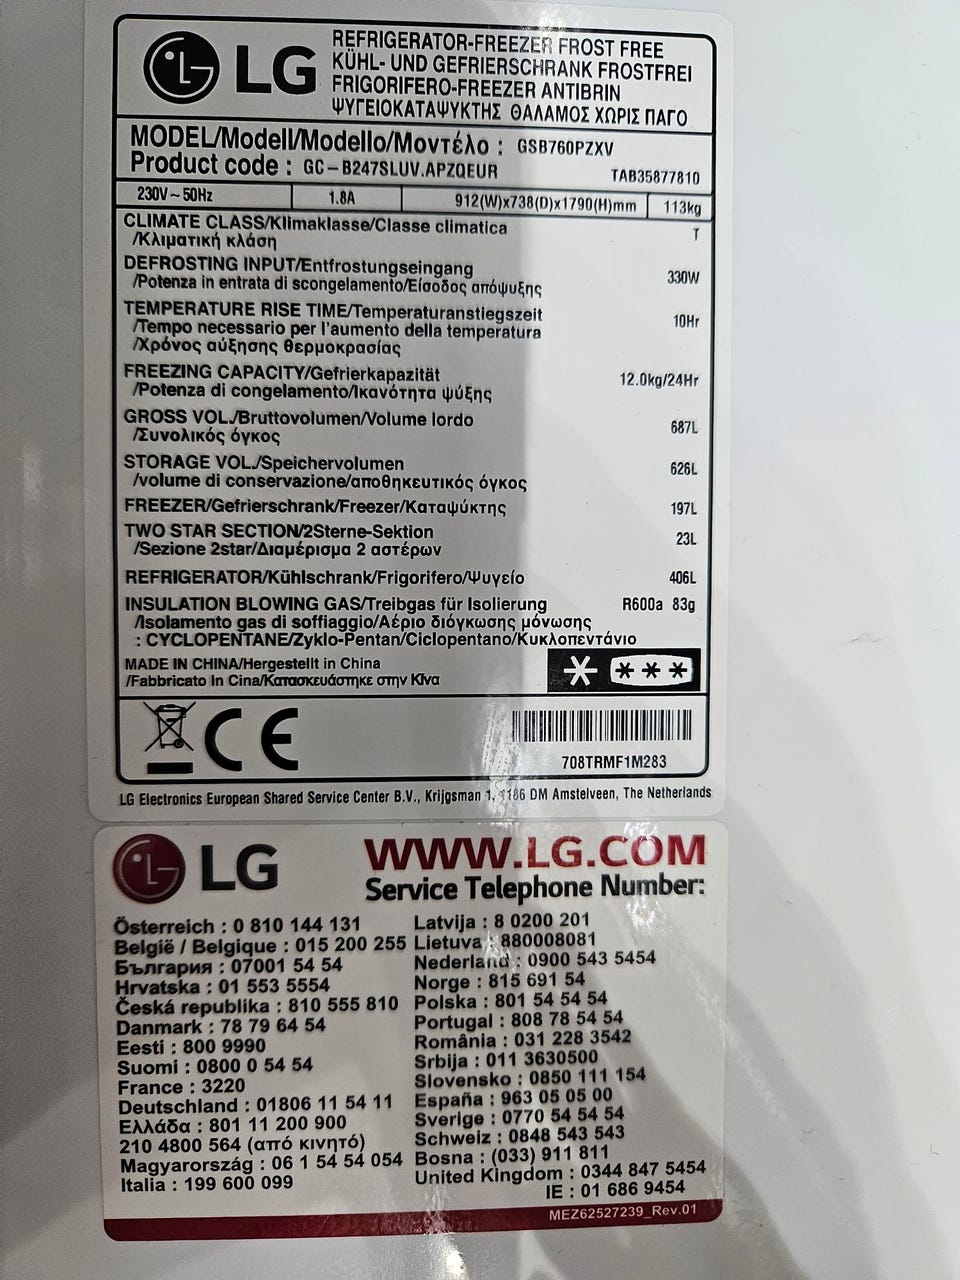 LG
REFRIGERATOR-FREEZER FROST FREE
KÜHL- UND GEFRIERSCHRANK FROSTFREI
FRIGORIFERO-FREEZER ANTIBRIN
ΨΥΓΕΙΟΚΑΤΑΨΥΚΤΗΣ ΘΑΛΑΜΟΣ ΧΩΡΙΣ ΠΑΓΟ
MODEL/Modell/Modello/Μοντέλο : GSB760PZXV
Product code : GC-B247SLUV.APZQEUR TAB35877810
230V~50Hz 1.8A 912(W)x738(D)x1790(H)mm 113kg
CLIMATE CLASS/Klimaklasse/Classe climatica
/Κλιματική κλάση T
DEFROSTING INPUT/Entfrostungseingang
/Potenza in entrata di scongelamento/Είσοδος απόψυξης 330W
TEMPERATURE RISE TIME/Temperaturanstiegszeit
/Tempo necessario per l'aumento della temperatura 10Hr
/Χρόνος αύξησης θερμοκρασίας
FREEZING CAPACITY/Gefrierkapazität 12.0kg/24Hr
/Potenza di congelamento/Ικανότητα ψύξης
GROSS VOL./Bruttovolumen/Volume lordo 687L
/Συνολικός όγκος
STORAGE VOL./Speichervolumen 626L
/volume di conservazione/αποθηκευτικός όγκος
FREEZER/Gefrierschrank/Freezer/Καταψύκτης 197L
TWO STAR SECTION/2Sterne-Sektion 23L
/Sezione 2star/Διαμέρισμα 2 αστέρων
REFRIGERATOR/Kühlschrank/Frigorifero/Ψυγείο 406L
INSULATION BLOWING GAS/Treibgas für Isolierung R600a 83g
/Isolamento gas di soffiaggio/Αέριο διόγκωσης μόνωσης
: CYCLOPENTANE/Zyklo-Pentan/Ciclopentano/Κυκλοπεντάνιο
MADE IN CHINA/Hergestellt in China
/Fabbricato In Cina/Κατασκευάστηκε στην Κίνα
CE
708TRMF1M283
LG Electronics European Shared Service Center B.V., Krijgsman 1, 1186 DM Amstelveen, The Netherlands
LG
WWW.LG.COM
Service Telephone Number:
Österreich : 0 810 144 131
België / Belgique : 015 200 255
България : 07001 54 54
Hrvatska : 01 553 5554
Česká republika : 810 555 810
Danmark : 78 79 64 54
Eesti : 800 9990
Suomi : 0800 0 54 54
France : 3220
Deutschland : 01806 11 54 11
Ελλάδα : 801 11 200 900
210 4800 564 (από κινητό)
Magyarország : 06 1 54 54 054
Italia : 199 600 099
Latvija : 8 0200 201
Lietuva : 880008081
Nederland : 0900 543 5454
Norge : 815 691 54
Polska : 801 54 54 54
Portugal : 808 78 54 54
România : 031 228 3542
Srbija : 011 3630500
Slovensko : 0850 111 154
España : 963 05 05 00
Sverige : 0770 54 54 54
Schweiz : 0848 543 543
Bosna : (033) 911 811
United Kingdom : 0344 847 5454
IE : 01 686 9454
MEZ62527239_Rev.01